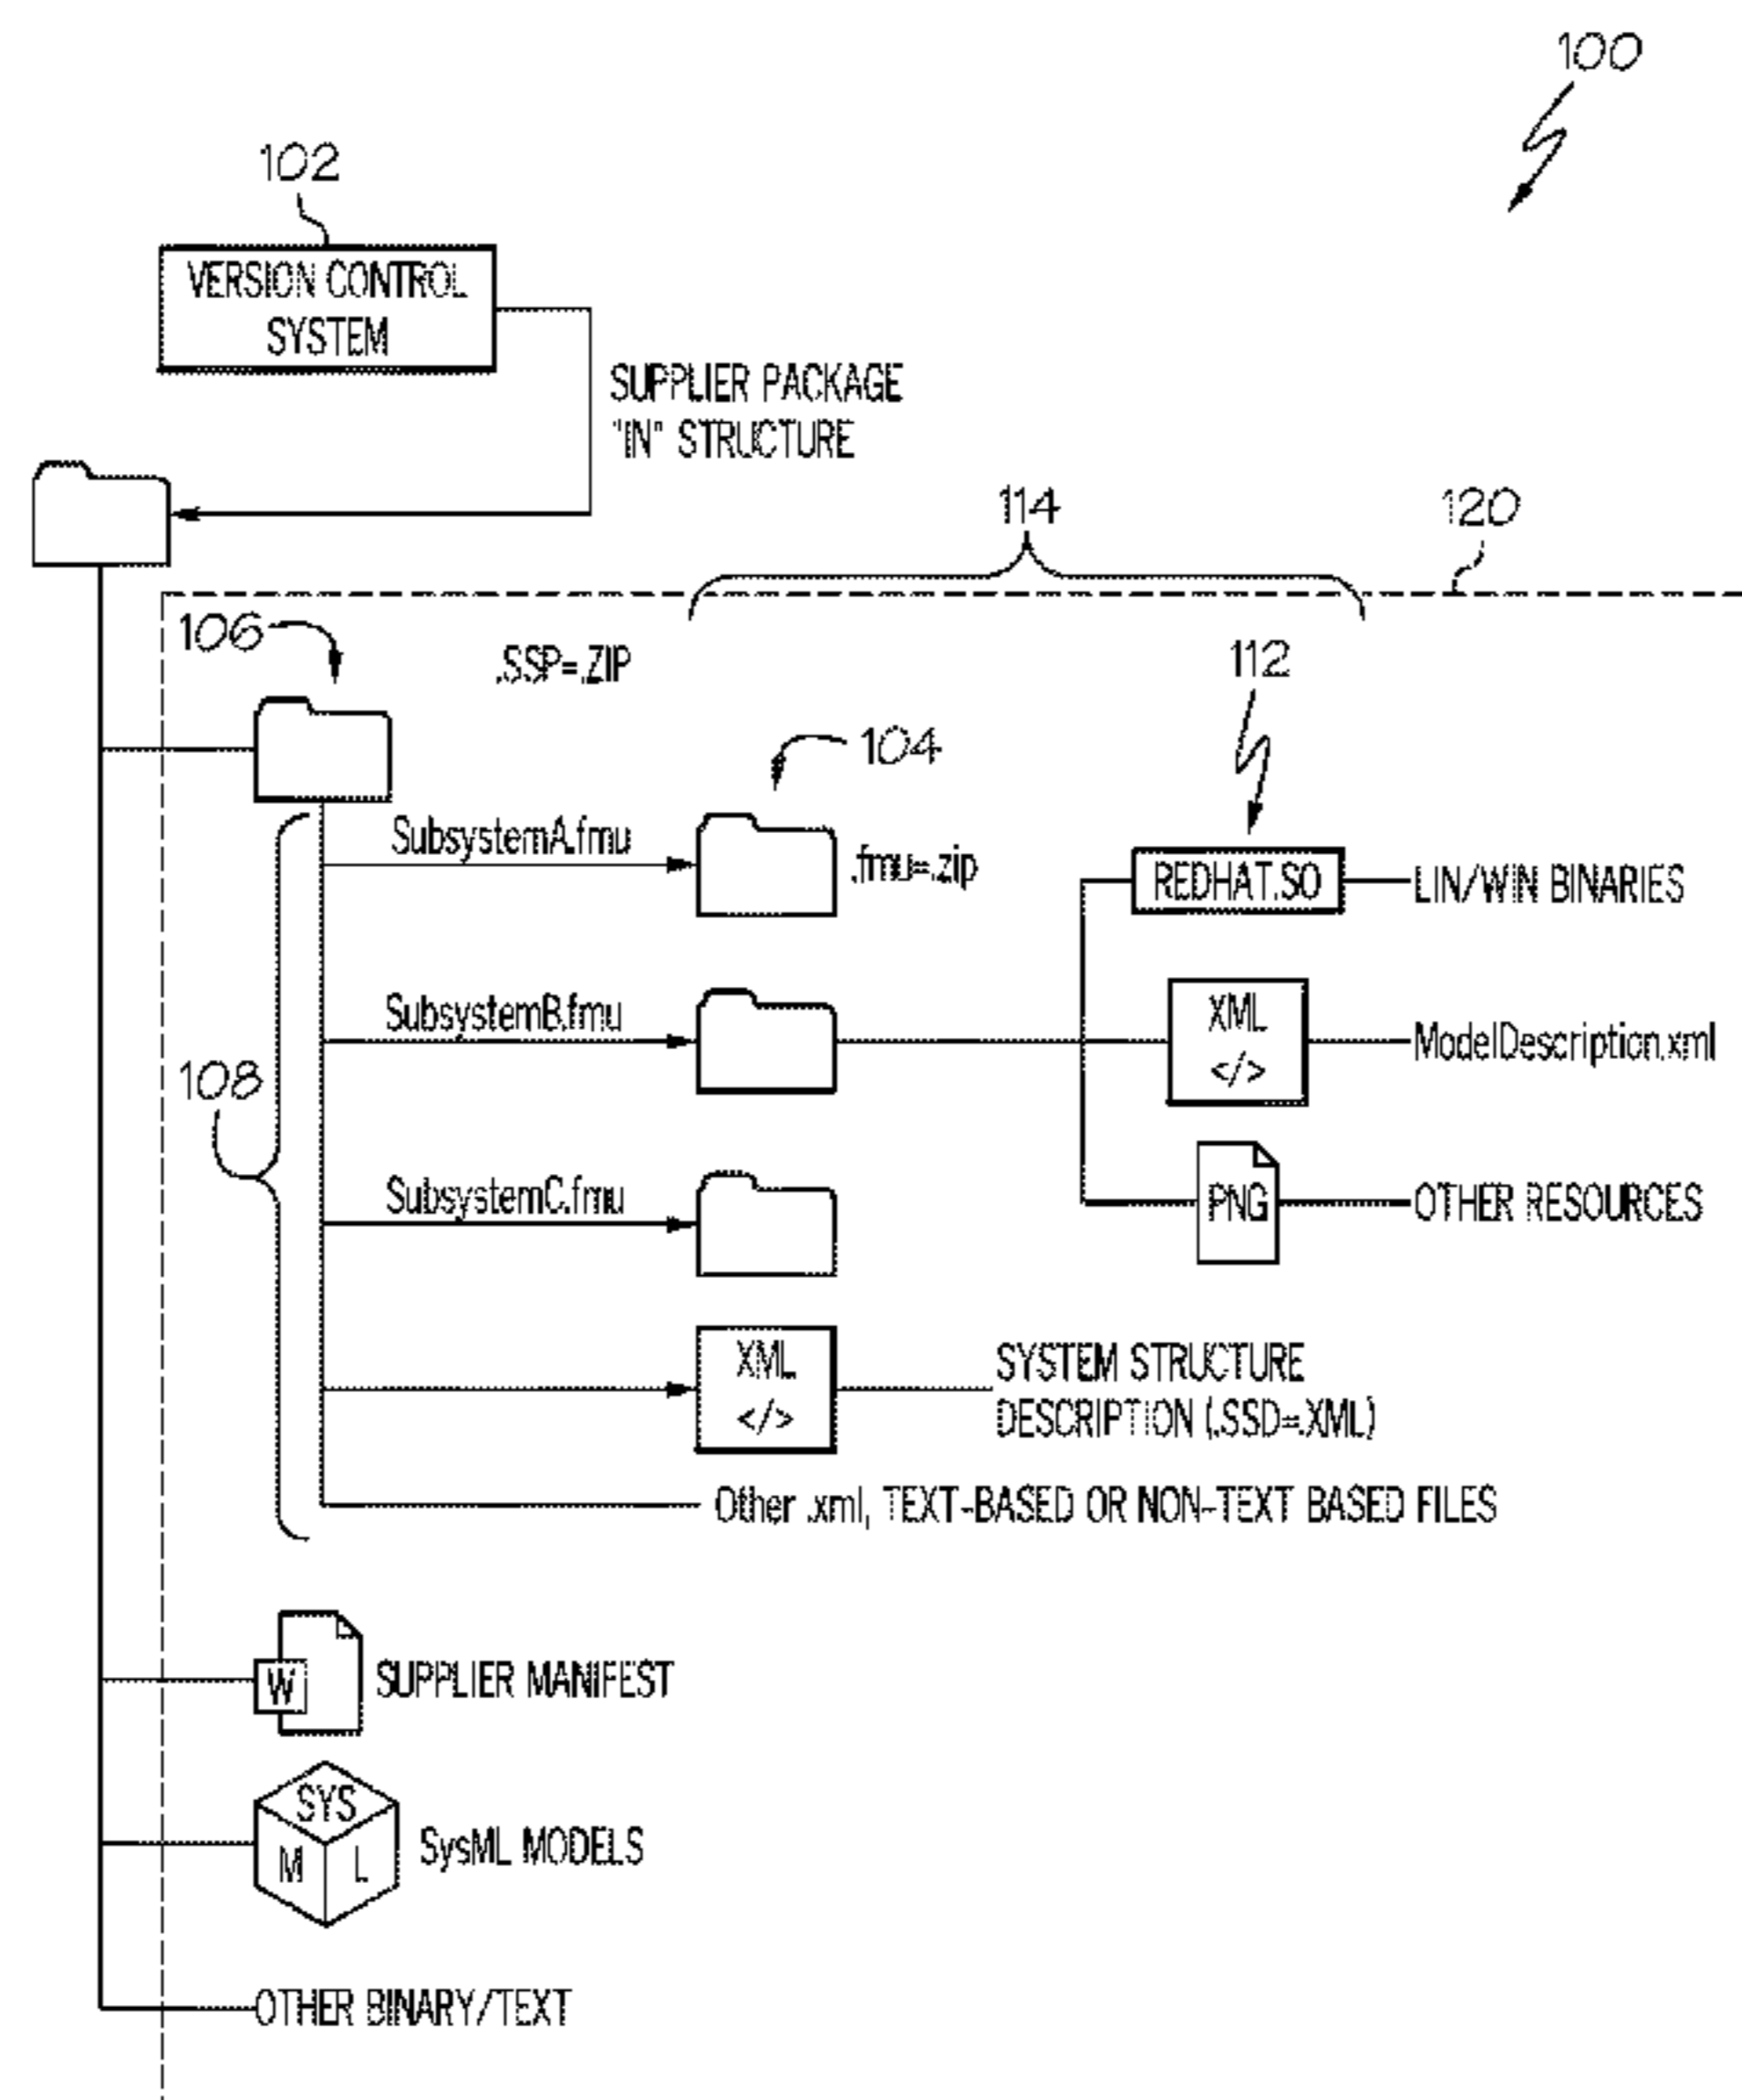 100
102
VERSION CONTROL
SYSTEM
SUPPLIER PACKAGE
"IN" STRUCTURE
114
120
106
.SSP=.ZIP
112
104
SubsystemA.fmu
.fmu=.zip
REDHAT.SO
LIN/WIN BINARIES
SubsystemB.fmu
XML
</>
ModelDescription.xml
108
SubsystemC.fmu
PNG
OTHER RESOURCES
XML
</>
SYSTEM STRUCTURE
DESCRIPTION (.SSD=.XML)
Other .xml, TEXT-BASED OR NON-TEXT BASED FILES
W
SUPPLIER MANIFEST
SYS
M L
SysML MODELS
OTHER BINARY/TEXT